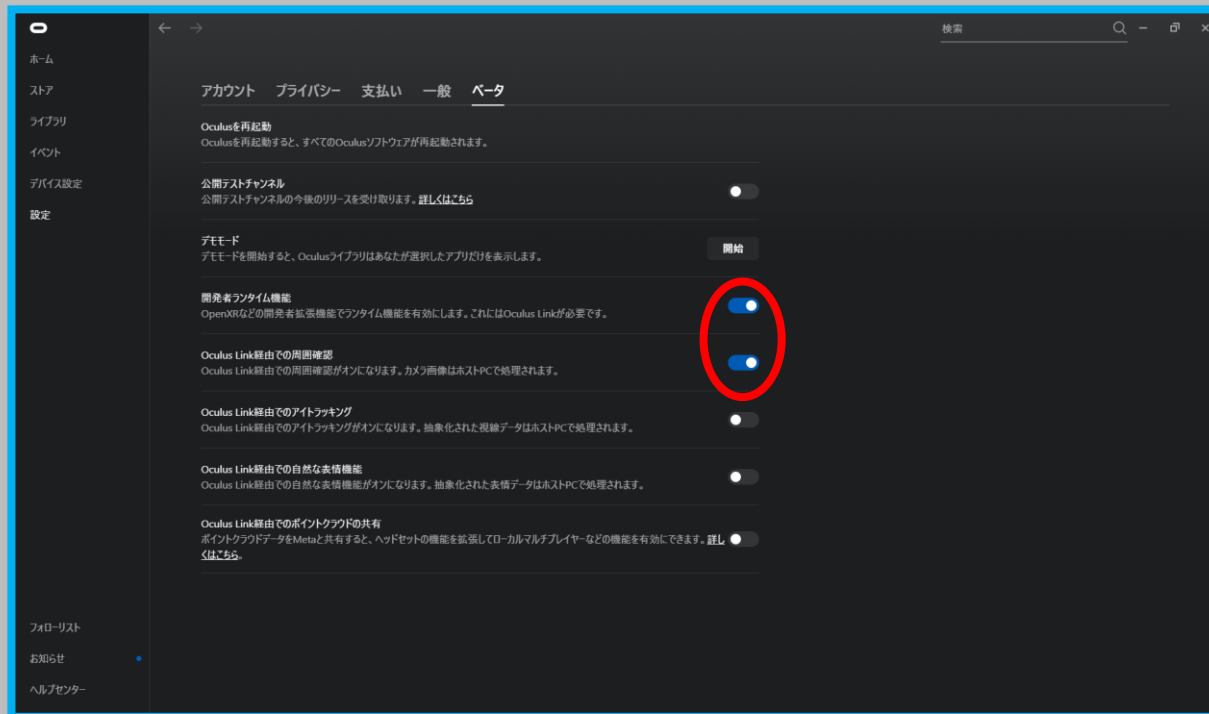 検索
ホーム
ストア
ライブラリ
イベント
デバイス設定
設定
アカウント プライバシー 支払い 一般 ベータ
Oculusを再起動
Oculusを再起動すると、すべてのOculusソフトウェアが再起動されます。
公開テストチャンネル
公開テストチャンネルの今後のリリースを受け取ります。詳しくはこちら
デモモード
デモモードを開始すると、Oculusライブラリはあなたが選択したアプリだけを表示します。
開始
開発者ランタイム機能
OpenXRなどの開発者拡張機能でランタイム機能を有効にします。これにはOculus Linkが必要です。
Oculus Link経由での周囲確認
Oculus Link経由での周囲確認がオンになります。カメラ画像はホストPCで処理されます。
Oculus Link経由でのアイトラッキング
Oculus Link経由でのアイトラッキングがオンになります。抽象化された視線データはホストPCで処理されます。
Oculus Link経由での自然な表情機能
Oculus Link経由での自然な表情機能がオンになります。抽象化された表情データはホストPCで処理されます。
Oculus Link経由でのポイントクラウドの共有
ポイントクラウドデータをMetaと共有すると、ヘッドセットの機能を拡張してローカルマルチプレイヤーなどの機能を有効にできます。詳し
くはこちら。
フォローリスト
お知らせ
ヘルプセンター